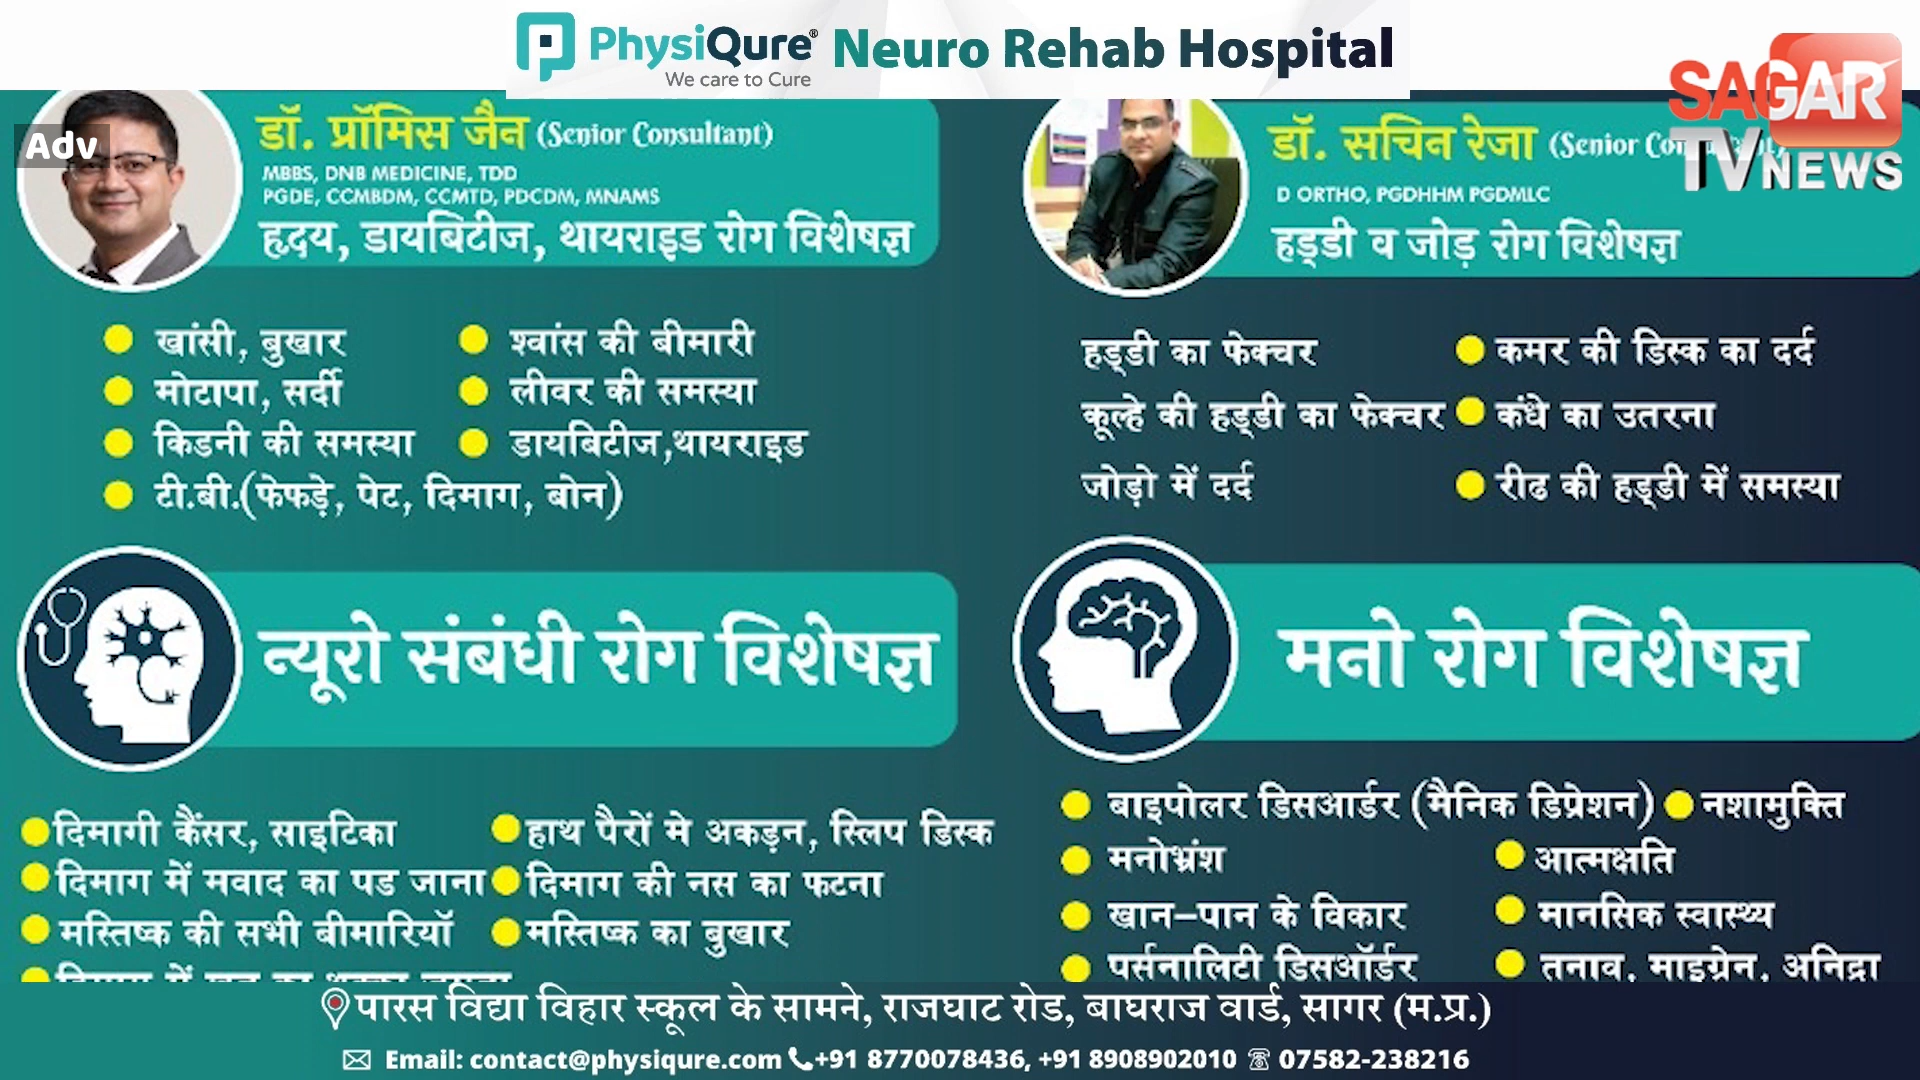 PhysiQure® Neuro Rehab Hospital
We care to Cure
SAGAR
TV NEWS
Adv
डॉ. प्रॉमिस जैन (Senior Consultant)
MBBS, DNB MEDICINE, TDD
PGDE, CCMBDM, CCMTD, PDCDM, MNAMS
हृदय, डायबिटीज, थायराइड रोग विशेषज्ञ
खांसी, बुखार
श्वांस की बीमारी
मोटापा, सर्दी
लीवर की समस्या
किडनी की समस्या
डायबिटीज,थायराइड
टी.बी.(फेफड़े, पेट, दिमाग, बोन)
डॉ. सचिन रेजा (Senior
D ORTHO, PGDHHM PGDMLC
हड्डी व जोड़ रोग विशेषज्ञ
हड्डी का फेक्चर
कमर की डिस्क का दर्द
कूल्हे की हड्डी का फेक्चर
कंधे का उतरना
जोड़ो में दर्द
रीढ की हड्डी में समस्या
न्यूरो संबंधी रोग विशेषज्ञ
दिमागी कैंसर, साइटिका
हाथ पैरों मे अकड़न, स्लिप डिस्क
दिमाग में मवाद का पड जाना
दिमाग की नस का फटना
मस्तिष्क की सभी बीमारियॉ
मस्तिष्क का बुखार
मनो रोग विशेषज्ञ
बाइपोलर डिसआर्डर (मैनिक डिप्रेशन)
नशामुक्ति
मनोभ्रंश
आत्मक्षति
खान-पान के विकार
मानसिक स्वास्थ्य
पर्सनालिटी डिसऑर्डर
तनाव, माइग्रेन, अनिद्रा
पारस विद्या विहार स्कूल के सामने, राजघाट रोड, बाघराज वार्ड, सागर (म.प्र.)
Email: contact@physiqure.com +91 8770078436, +91 8908902010 07582-238216